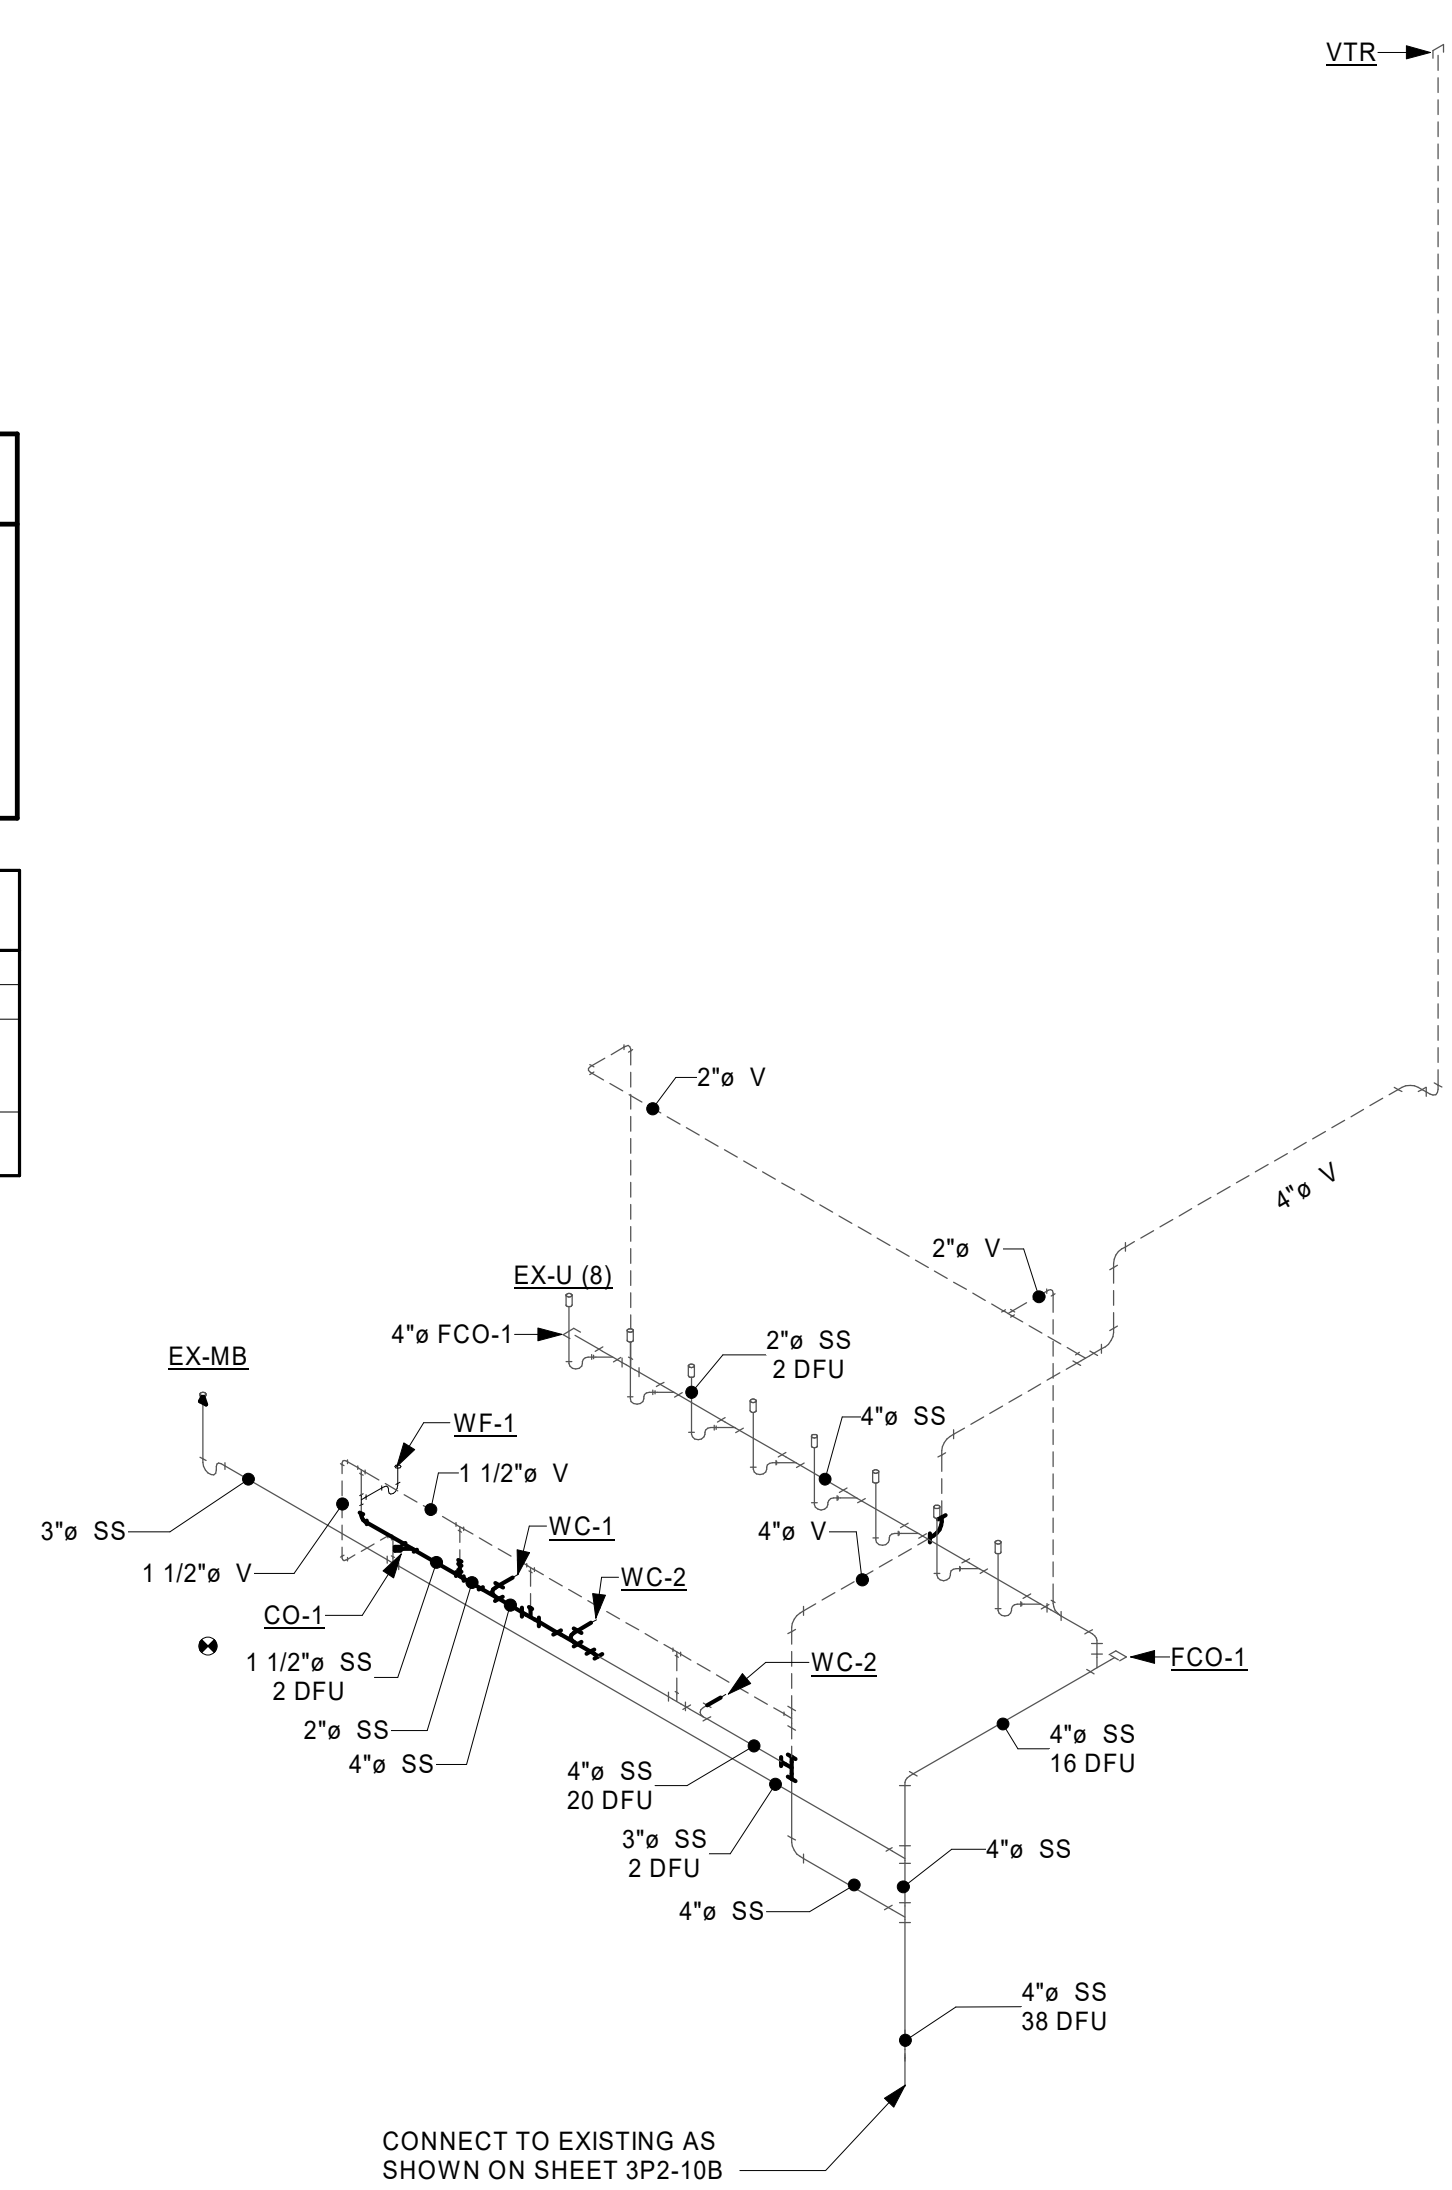 VTR
2"ø V
4"ø V
2"ø V
EX-U (8)
4"ø FCO-1
2"ø SS
2 DFU
EX-MB
4"ø SS
WF-1
1 1/2"ø V
3"ø SS
WC-1
4"ø V
1 1/2"ø V
WC-2
CO-1
1 1/2"ø SS
2 DFU
WC-2
FCO-1
2"ø SS
4"ø SS
4"ø SS
16 DFU
4"ø SS
20 DFU
3"ø SS
2 DFU
4"ø SS
4"ø SS
4"ø SS
38 DFU
CONNECT TO EXISTING AS
SHOWN ON SHEET 3P2-10B